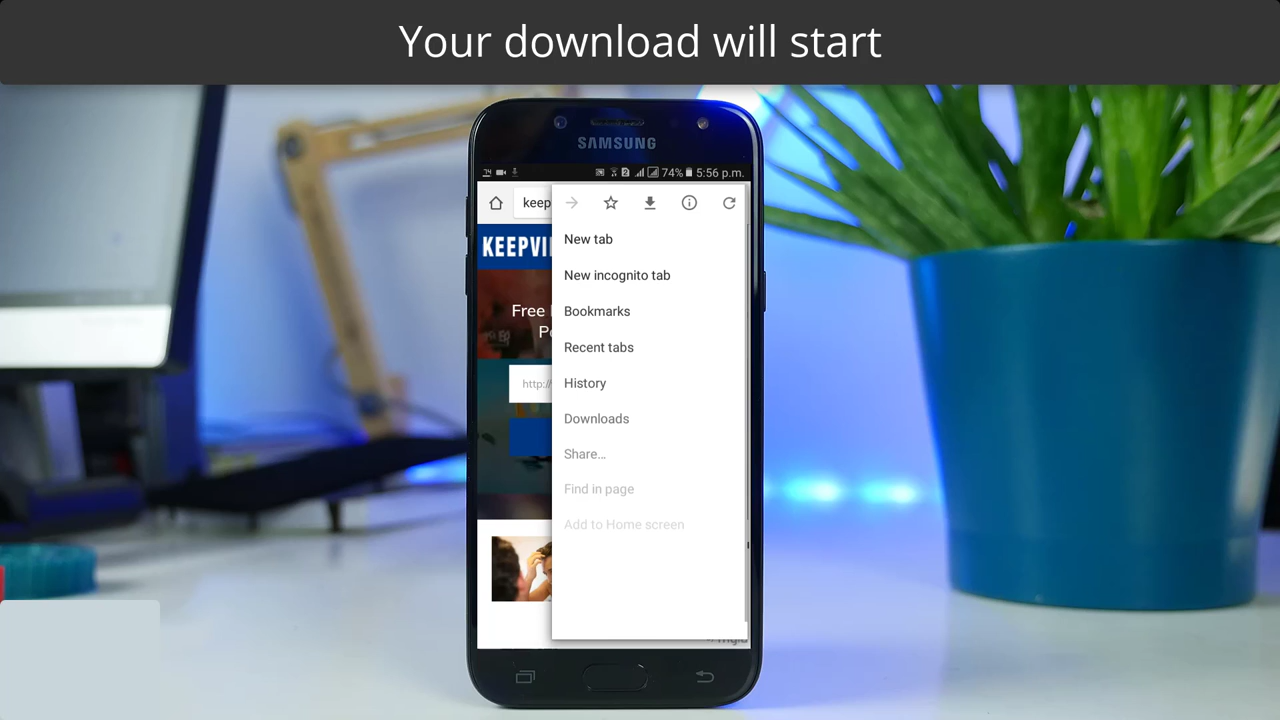 Your download will start
SAMSUNG
74% 5:56 p.m.
keep
New tab
KEEPVI
New incognito tab
Free
Bookmarks
Recent tabs
http://
History
Downloads
Share...
Find in page
Add to Home screen